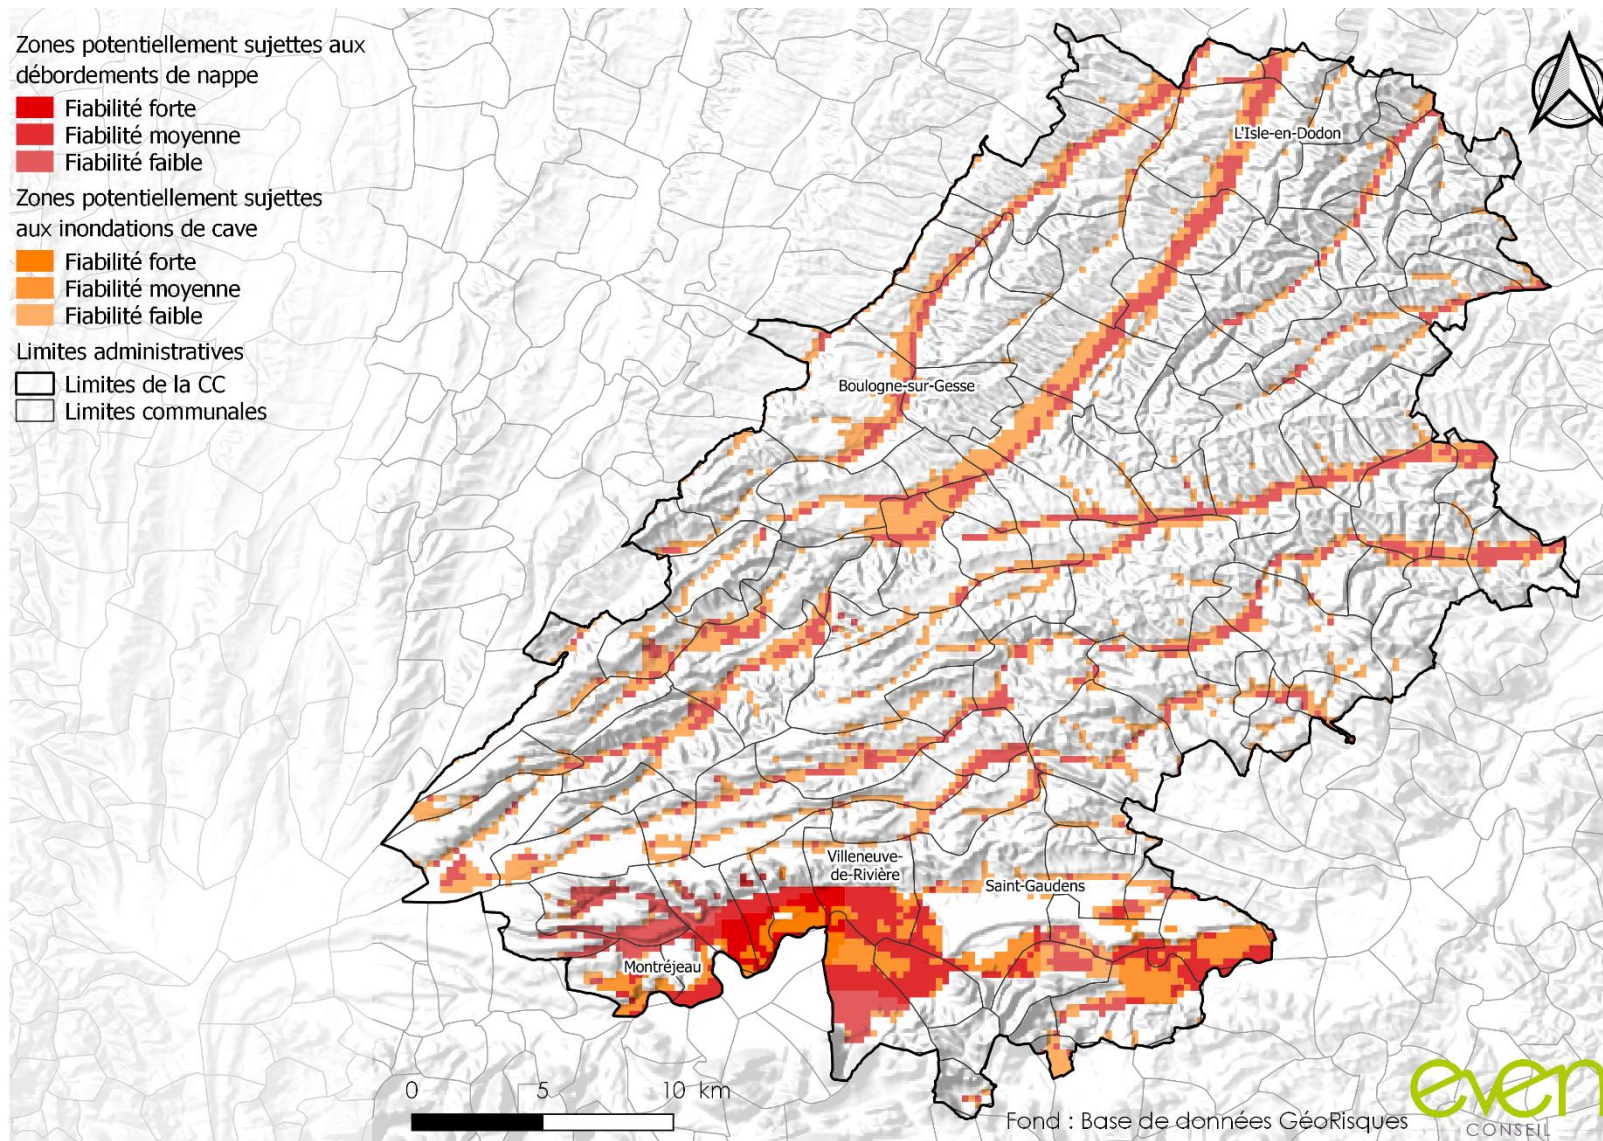 Zones potentiellement sujettes aux
débordements de nappe
Fiabilité forte
Fiabilité moyenne
Fiabilité faible
Zones potentiellement sujettes
aux inondations de cave
Fiabilité forte
Fiabilité moyenne
Fiabilité faible
Limites administratives
Limites de la CC
Limites communales
L'Isle-en-Dodon
Boulogne-sur-Gesse
Villeneuve-
de-Rivière
Saint-Gaudens
Montréjeau
0 5 10 km
Fond : Base de données GéoRisques
even
CONSEIL